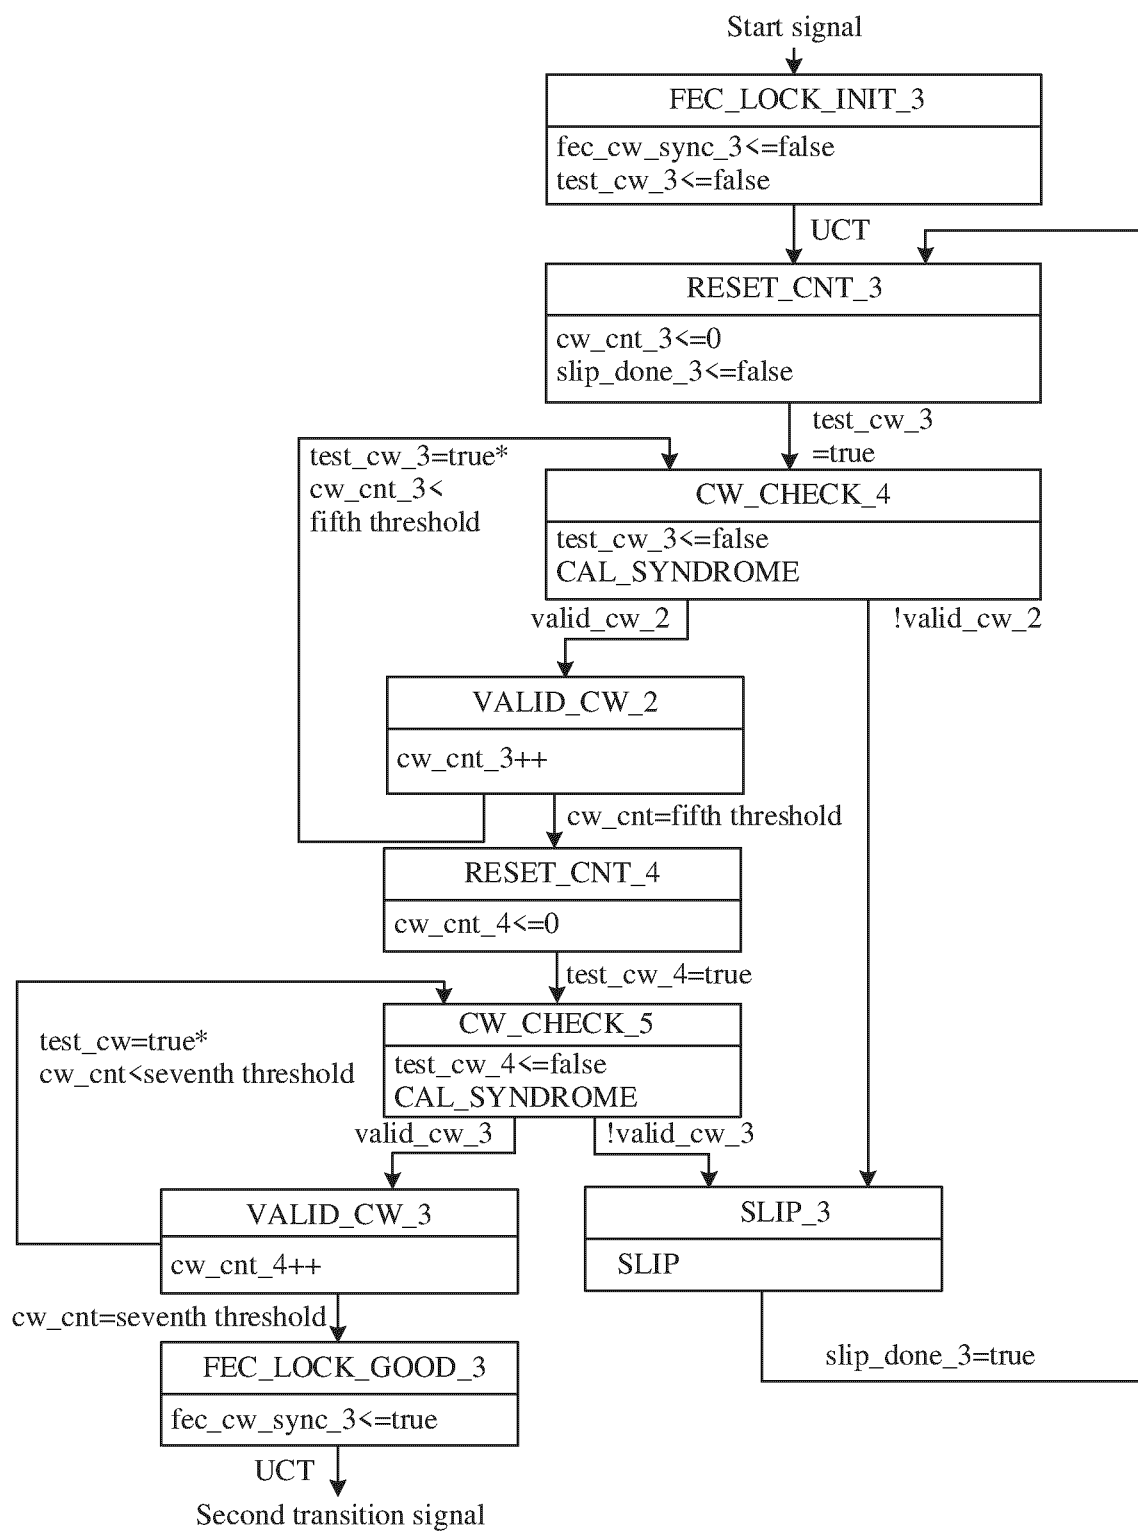 Start signal
FEC_LOCK_INIT_3
fec_cw_sync_3<=false
test_cw_3<=false
UCT
RESET_CNT_3
cw_cnt_3<=0
slip_done_3<=false
test_cw_3
=true
test_cw_3=true*
cw_cnt_3<
fifth threshold
CW_CHECK_4
test_cw_3<=false
CAL_SYNDROME
valid_cw_2
!valid_cw_2
VALID_CW_2
cw_cnt_3++
cw_cnt=fifth threshold
RESET_CNT_4
cw_cnt_4<=0
test_cw_4=true
test_cw=true*
cw_cnt<seventh threshold
CW_CHECK_5
test_cw_4<=false
CAL_SYNDROME
valid_cw_3
!valid_cw_3
VALID_CW_3
cw_cnt_4++
SLIP_3
SLIP
cw_cnt=seventh threshold
slip_done_3=true
FEC_LOCK_GOOD_3
fec_cw_sync_3<=true
UCT
Second transition signal